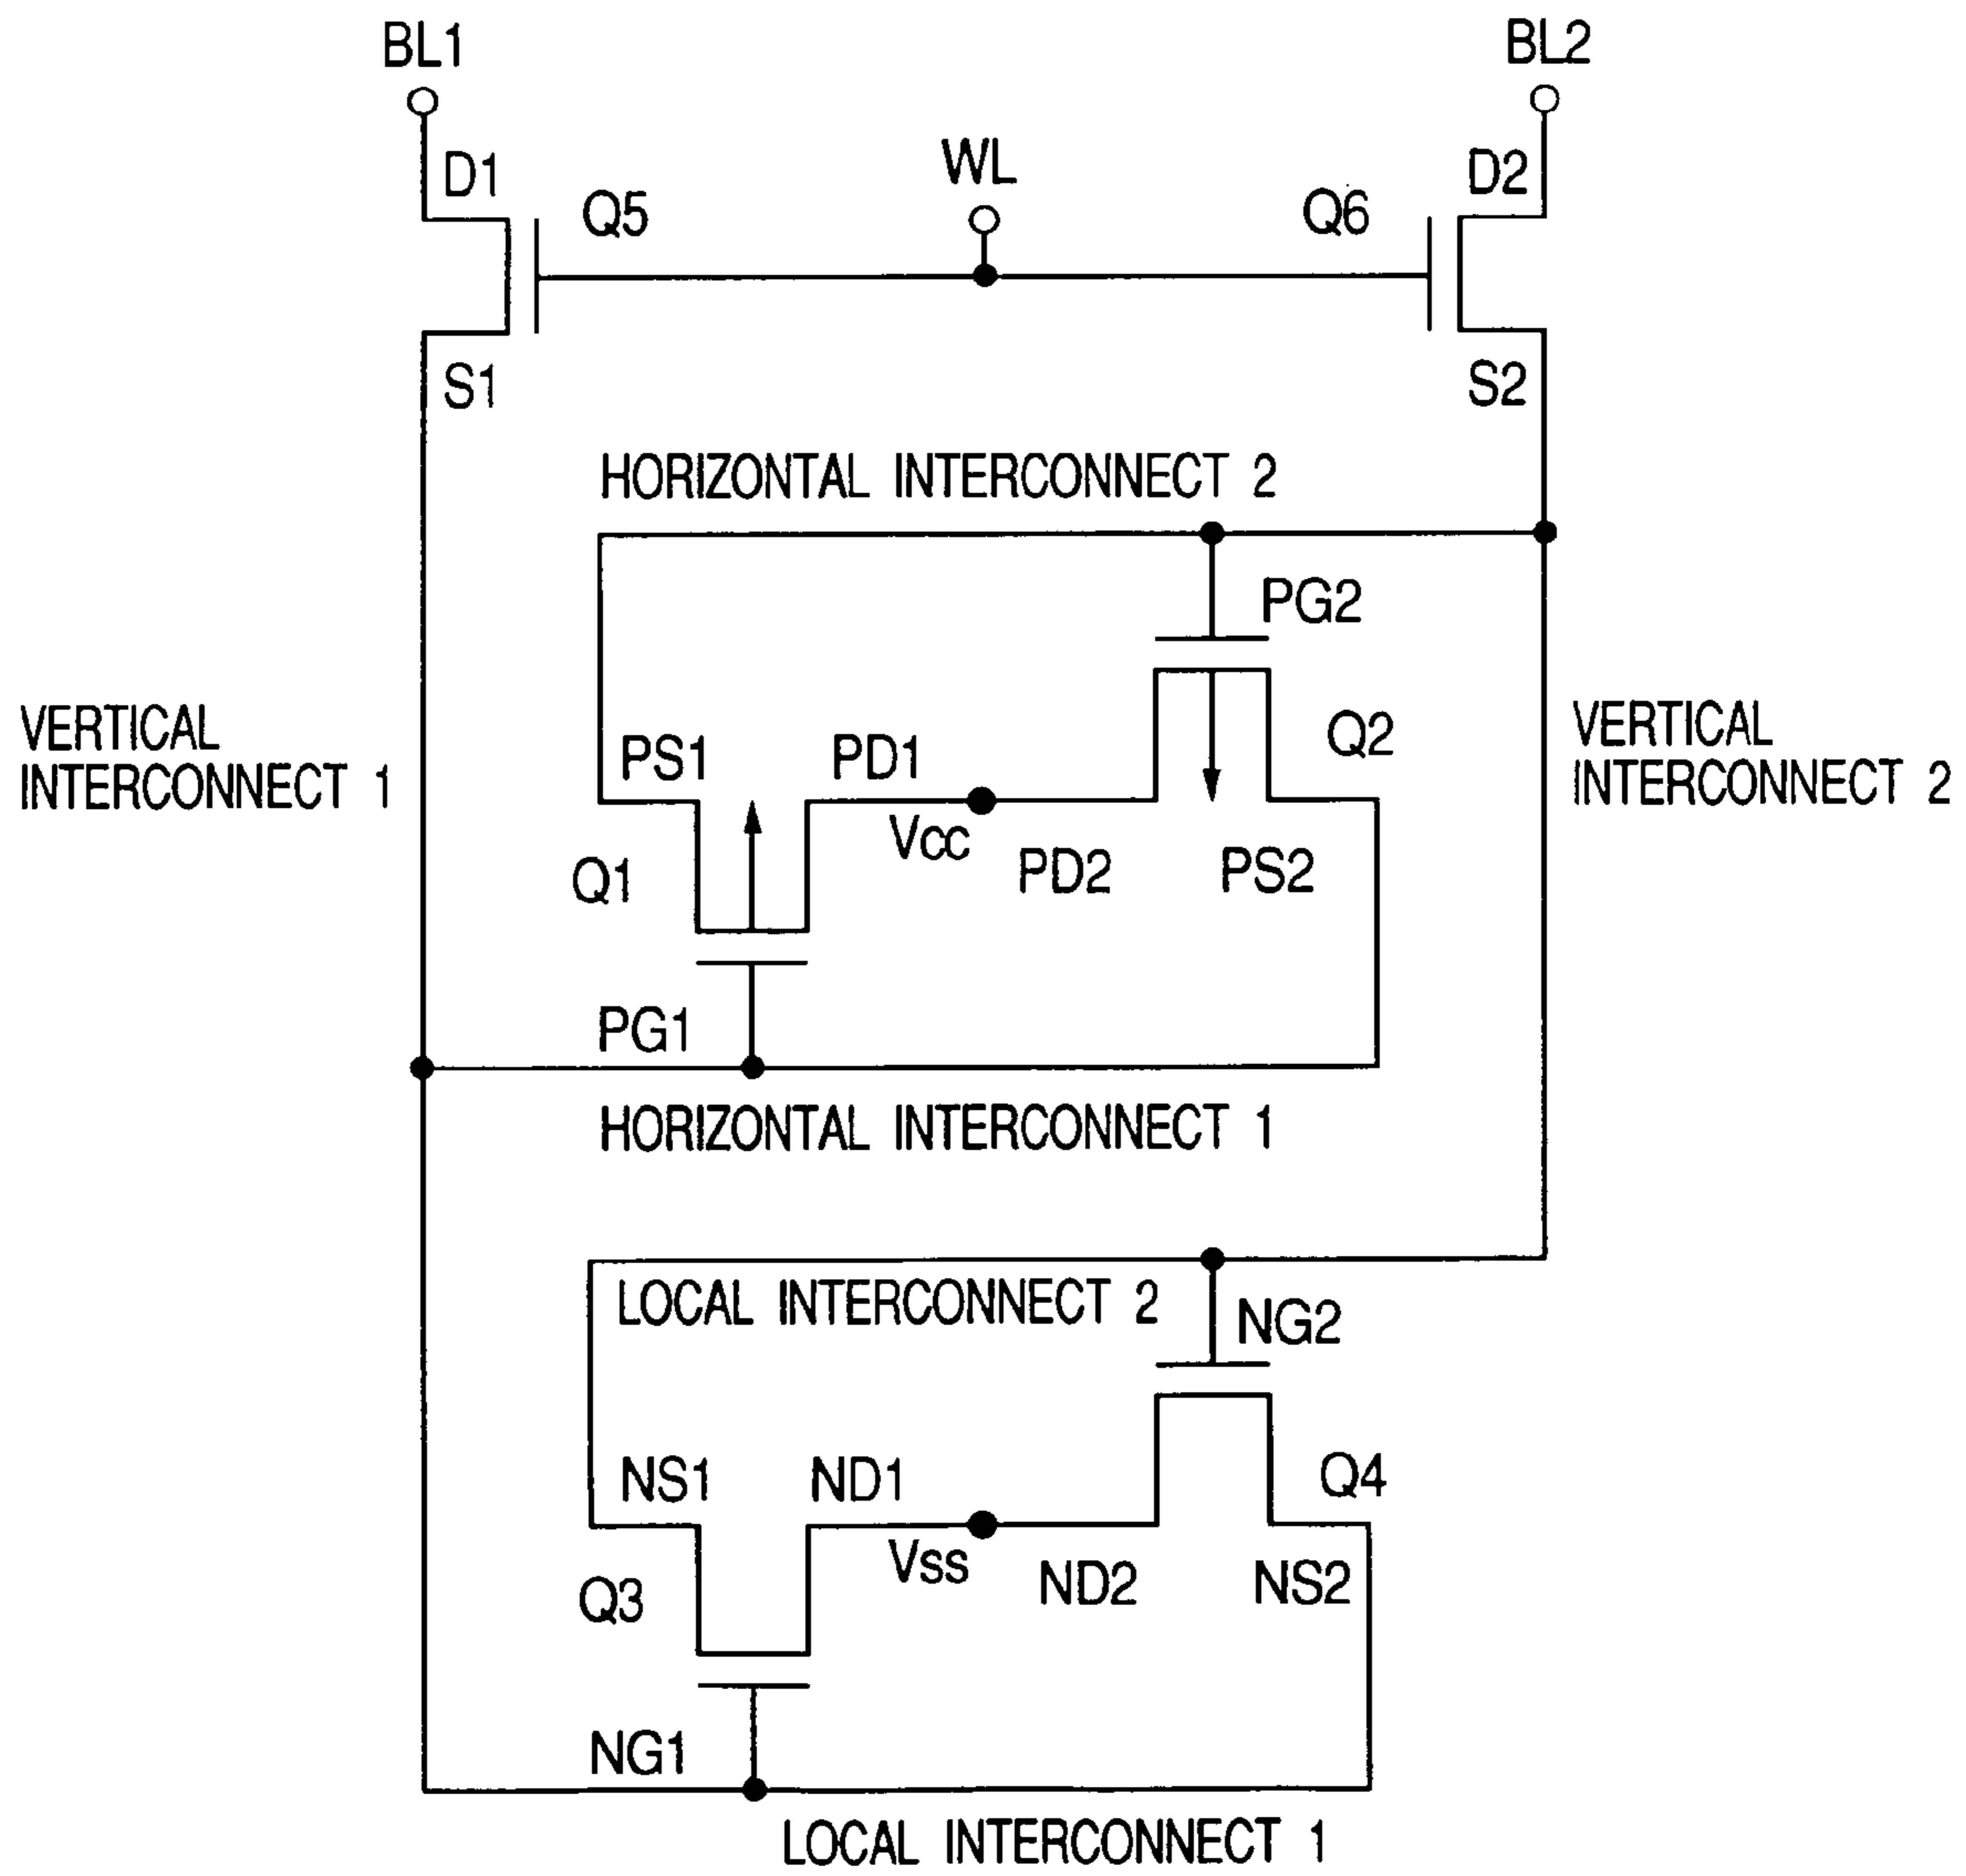 BL1
BL2
WL
D1
D2
Q5
Q6
S1
S2
HORIZONTAL INTERCONNECT 2
PG2
VERTICAL
INTERCONNECT 1
VERTICAL
INTERCONNECT 2
PS1
PD1
Q2
Vcc
Q1
PD2
PS2
PG1
HORIZONTAL INTERCONNECT 1
LOCAL INTERCONNECT 2
NG2
NS1
ND1
Q4
Vss
Q3
ND2
NS2
NG1
LOCAL INTERCONNECT 1